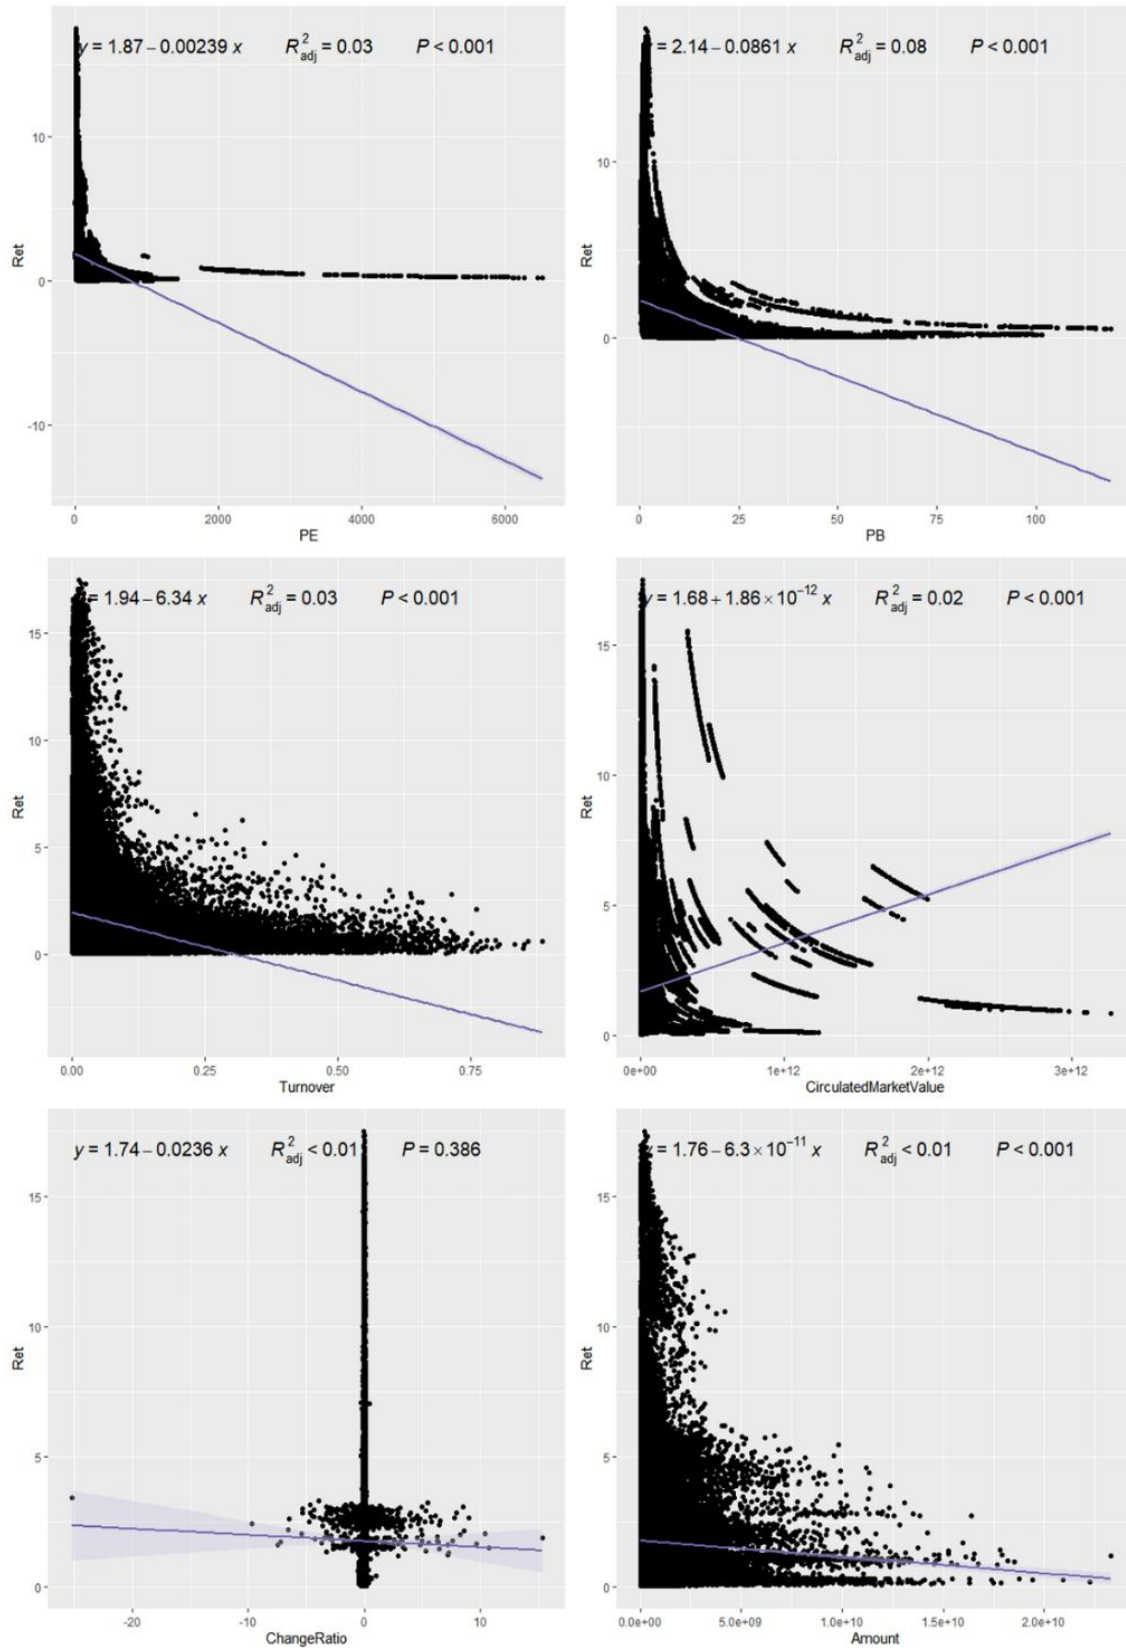 y = 1.87 – 0.00239 x R²adj = 0.03 P < 0.001
10
0
-10
Ret
0 2000 4000 6000
PE
= 2.14 – 0.0861 x R²adj = 0.08 P < 0.001
10
0
Ret
0 25 50 75 100
PB
= 1.94 – 6.34 x R²adj = 0.03 P < 0.001
15
10
5
0
Ret
0.00 0.25 0.50 0.75
Turnover
y = 1.68 + 1.86 × 10⁻¹² x R²adj = 0.02 P < 0.001
15
10
5
0
Ret
0e+00 1e+12 2e+12 3e+12
CirculatedMarketValue
y = 1.74 – 0.0236 x R²adj < 0.01 P = 0.386
15
10
5
0
Ret
-20 -10 0 10
ChangeRatio
= 1.76 – 6.3 × 10⁻¹¹ x R²adj < 0.01 P < 0.001
15
10
5
0
Ret
0.0e+00 5.0e+09 1.0e+10 1.5e+10 2.0e+10
Amount